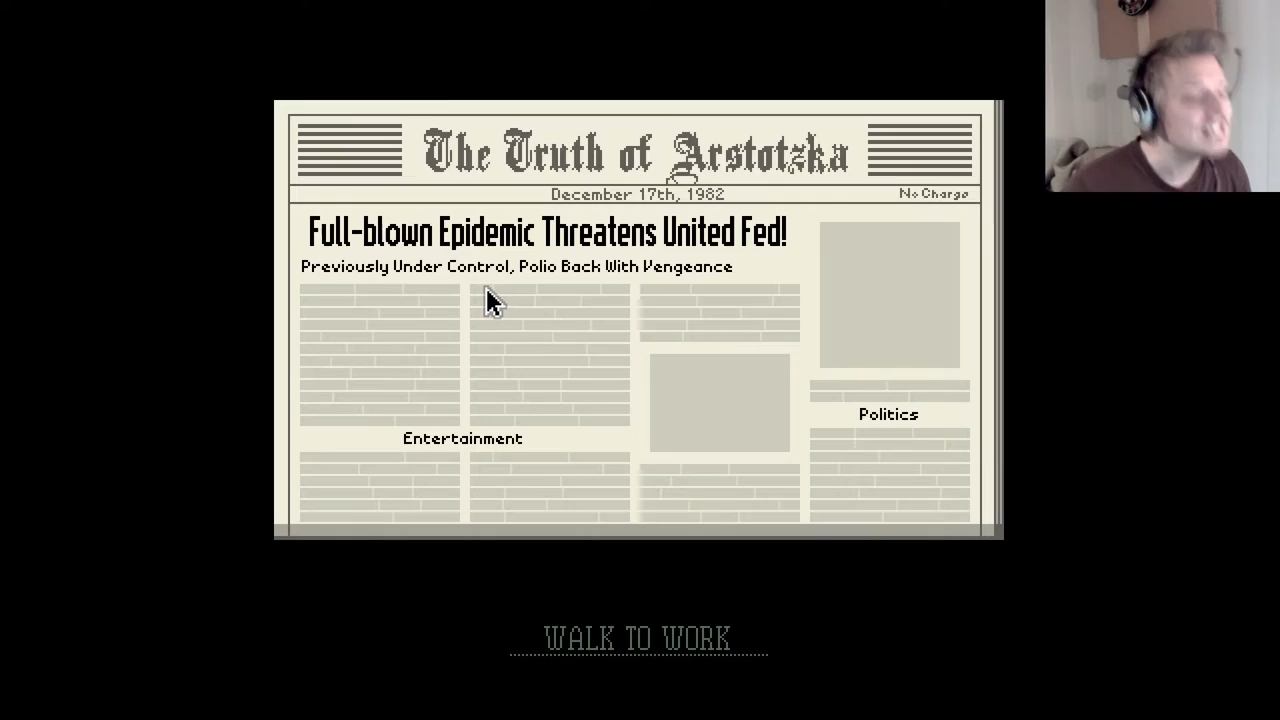 The Truth of Arstotzka
December 17th, 1982
No Charge
Full-blown Epidemic Threatens United Fed!
Previously Under Control, Polio Back With Vengeance
Politics
Entertainment
WALK TO WORK